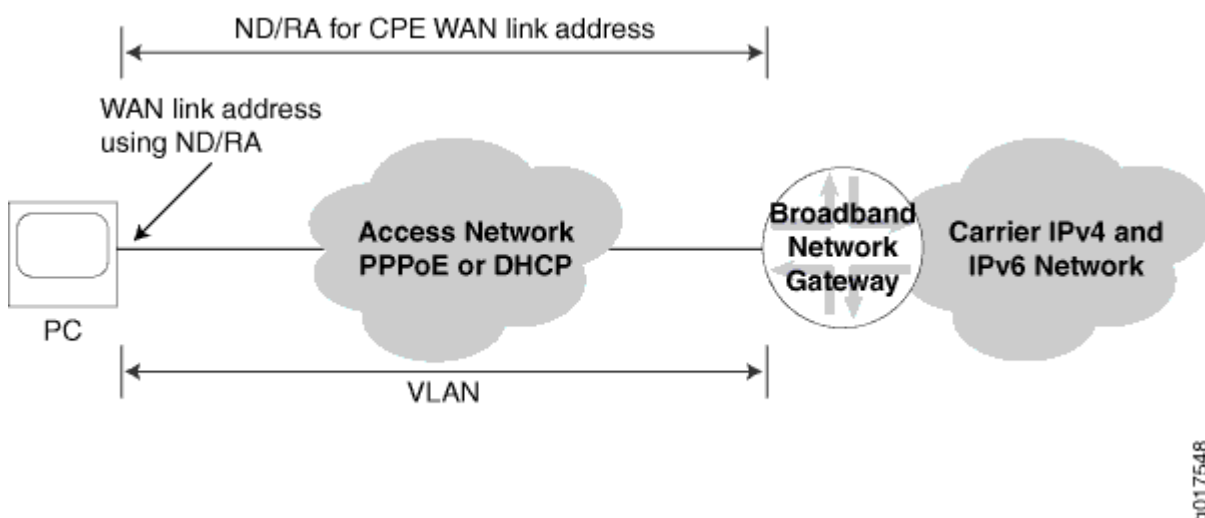 ND/RA for CPE WAN link address
WAN link address
using ND/RA
Access Network
PPPoE or DHCP
Broadband
Network
Gateway
Carrier IPv4 and
IPv6 Network
PC
VLAN
g017548